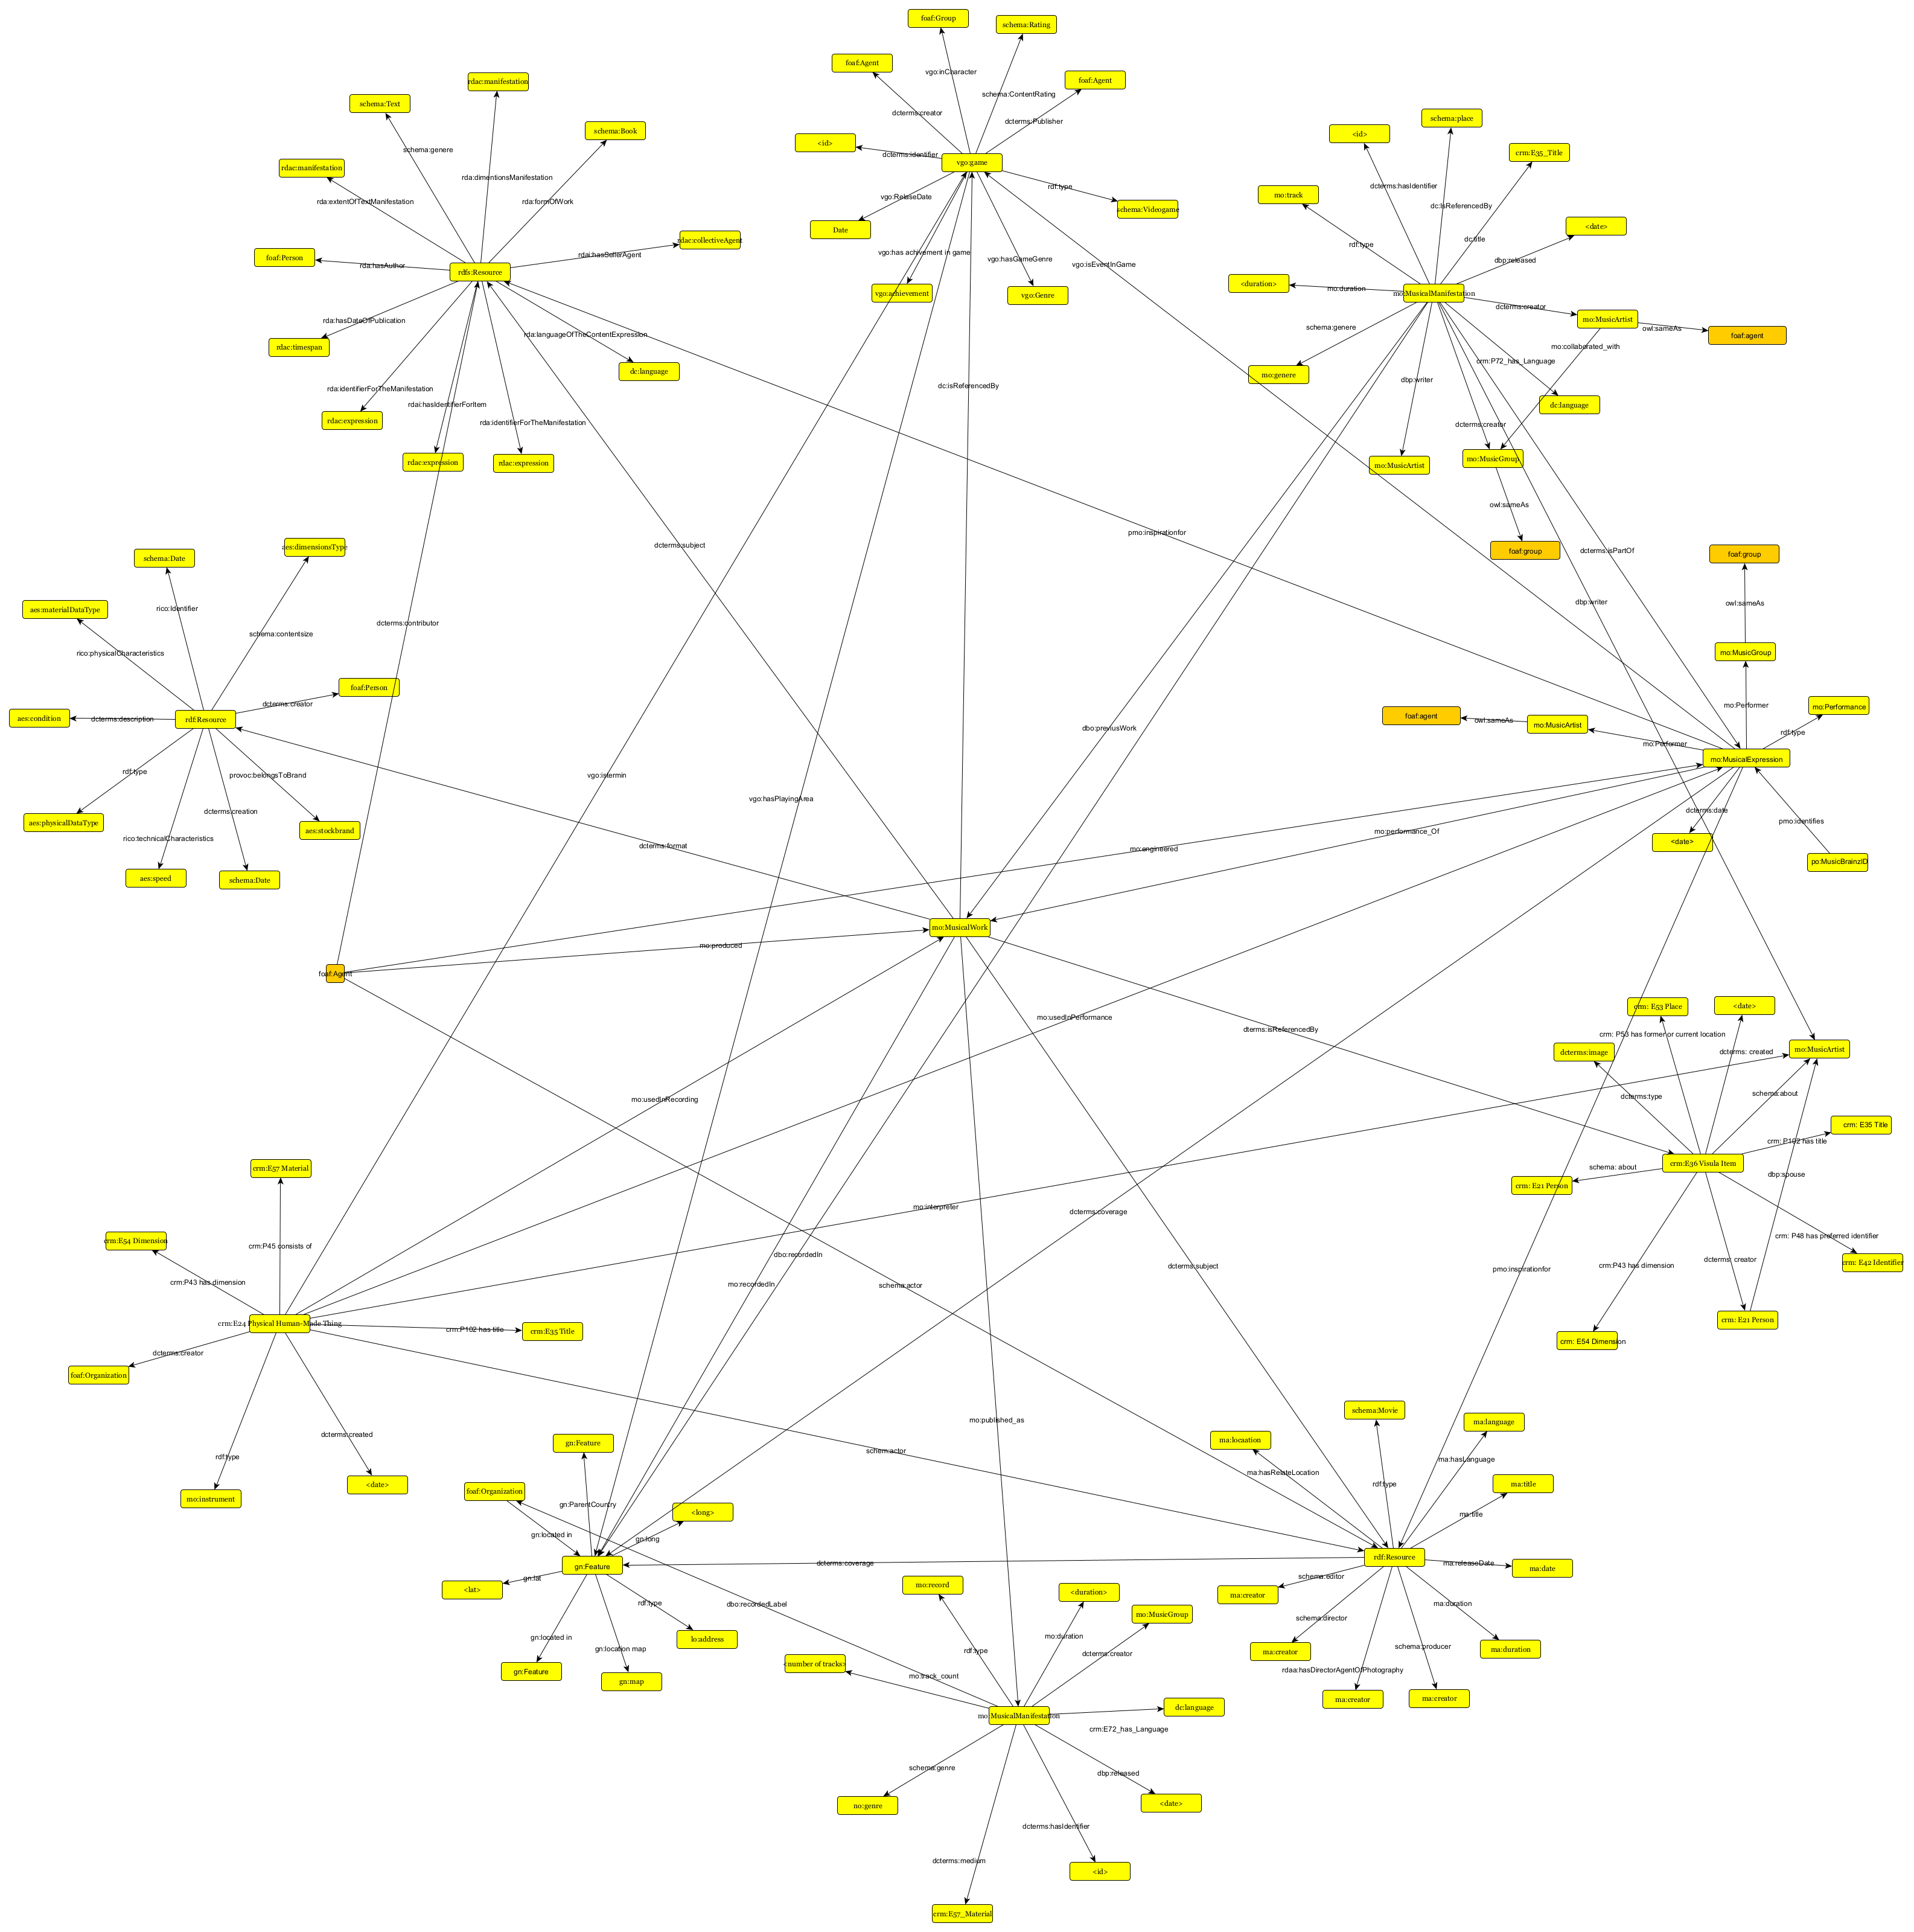 foaf:Group
schema:Rating
foaf:Agent
vgo:inCharacter
schema:ContentRating
foaf:Agent
dcterms:creator
dcterms:Publisher
<id>
dcterms:identifier
vgo:game
rdf:type
vgo:RelaseDate
schema:Videogame
Date
vgo:has achivement in game
vgo:hasGameGenre
vgo:isEventInGame
vgo:achievement
vgo:Genre
rdac:manifestation
schema:Text
schema:Book
schema:genere
rdac:manifestation
rda:dimentionsManifestation
rda:extentOfTextManifestation
rda:formOfWork
rdac:collectiveAgent
foaf:Person
rda:hasAuthor
rdai:hasSellerAgent
rdfs:Resource
rda:hasDateOfPublication
rda:languageOfTheContentExpression
rdac:timespan
dc:language
rda:identifierForTheManifestation
rdai:hasIdentifierForItem
rdac:expression
rda:identifierForTheManifestation
rdac:expression
rdac:expression
schema:place
<id>
crm:E35_Title
dcterms:hasIdentifier
mo:track
dc:IsReferencedBy
<date>
rdf:type
dc:title
dbp:released
<duration>
mo:duration
mo:MusicalManifestation
dcterms:creator
mo:MusicArtist
owl:sameAs
foaf:agent
schema:genere
mo:collaborated_with
crm:P72_has_Language
mo:genere
dbp:writer
dc:language
dcterms:creator
mo:MusicArtist
mo:MusicGroup
owl:sameAs
foaf:group
dc:isReferencedBy
dcterms:subject
pmo:inspirationfor
dcterms:isPartOf
dbp:writer
foaf:group
owl:sameAs
mo:MusicGroup
mo:Performer
mo:Performance
rdf:type
foaf:agent
owl:sameAs
mo:MusicArtist
mo:Performer
mo:MusicalExpression
dcterms:date
pmo:identifies
<date>
po:MusicBrainzID
schema:Date
aes:dimensionsType
aes:materialDataType
rico:Identifier
schema:contentsize
rico:physicalCharacteristics
dcterms:contributor
foaf:Person
dcterms:creator
aes:condition
dcterms:description
rdf:Resource
rdf:type
provoc:belongsToBrand
dcterms:creation
aes:physicalDataType
aes:stockbrand
rico:technicalCharacteristics
aes:speed
schema:Date
dbo:previusWork
vgo:istermin
vgo:hasPlayingArea
dcterma:format
mo:performance_Of
mo:engineered
mo:MusicalWork
mo:produced
foaf:Agent
mo:usedInPerformance
dterms:isReferencedBy
mo:usedInRecording
mo:interpreter
dcterms:coverage
dbo:recordedIn
mo:recordedIn
dcterms:subject
schema:actor
pmo:inspirationfor
crm: E53 Place
<date>
crm: P53 has former or current location
dcterms:image
dcterms: created
mo:MusicArtist
dcterms:type
schema:about
crm: E35 Title
crm: P102 has title
crm:E36 Visula Item
schema: about
dbp:spouse
crm: E21 Person
crm: P48 has preferred identifier
crm:P43 has dimension
dcterms: creator
crm: E42 Identifier
crm: E21 Person
crm: E54 Dimension
crm:E57 Material
crm:E54 Dimension
crm:P45 consists of
crm:P43 has dimension
crm:E24 Physical Human-Made Thing
crm:P102 has title
crm:E35 Title
dcterms:creator
foaf:Organization
dcterms:created
rdf:type
<date>
mo:instrument
mo:published_as
schem:actor
gn:Feature
foaf:Organization
gn:ParentCountry
<long>
gn:located in
gn:long
gn:Feature
gn:lat
<lat>
rdf:type
gn:located in
gn:location map
lo:address
gn:Feature
gn:map
dcterms:coverage
dbo:recordedLabel
schema:Movie
ma:language
ma:locaation
ma:hasLanguage
ma:hasRelateLocation
rdf:type
ma:title
ma:title
rdf:Resource
ma:releaseDate
ma:date
schema:editor
ma:creator
ma:duration
schema:director
schema:producer
ma:creator
ma:duration
rdaa:hasDirectorAgentOfPhotography
ma:creator
ma:creator
mo:record
<duration>
mo:MusicGroup
mo:duration
rdf:type
dcterms:creator
<number of tracks>
mo:track_count
dc:language
mo:MusicalManifestation
crm:E72_has_Language
schema:genre
dbp:released
no:genre
<date>
dcterms:hasIdentifier
dcterms:medium
<id>
crm:E57_Material